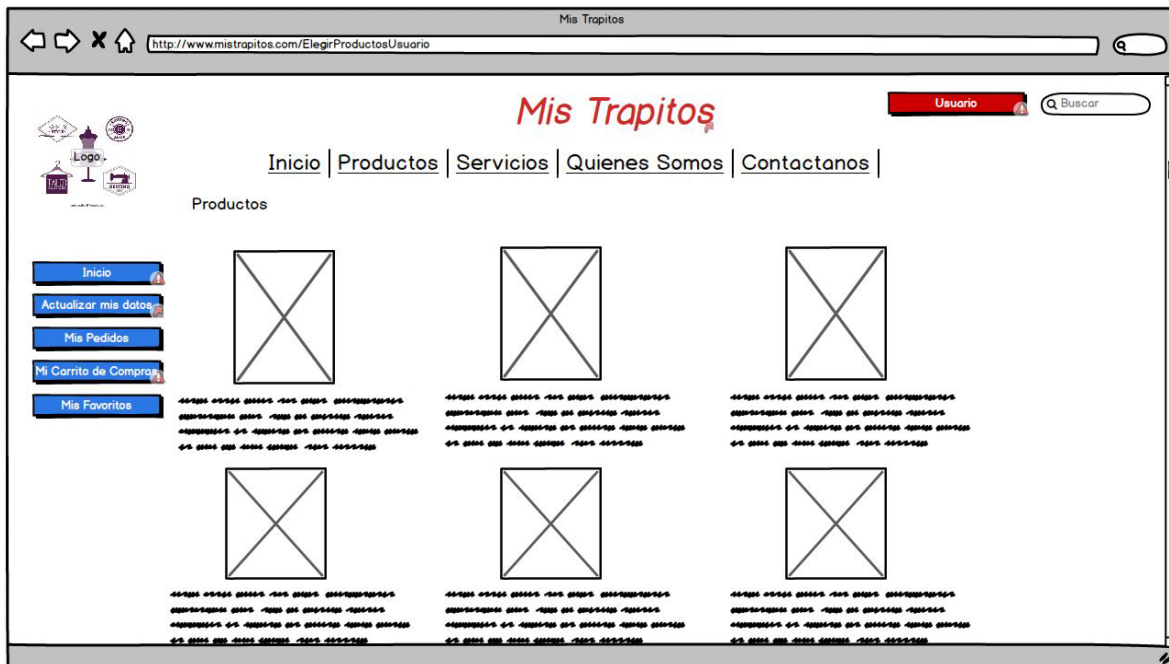 Mis Trapitos
http://www.mistrapitos.com/ElegirProductosUsuario
Mis Trapitos
Usuario
Buscar
Logo
Inicio | Productos | Servicios | Quienes Somos | Contactanos |
Productos
Inicio
Actualizar mis datos
Mis Pedidos
Mi Carrito de Compras
Mis Favoritos